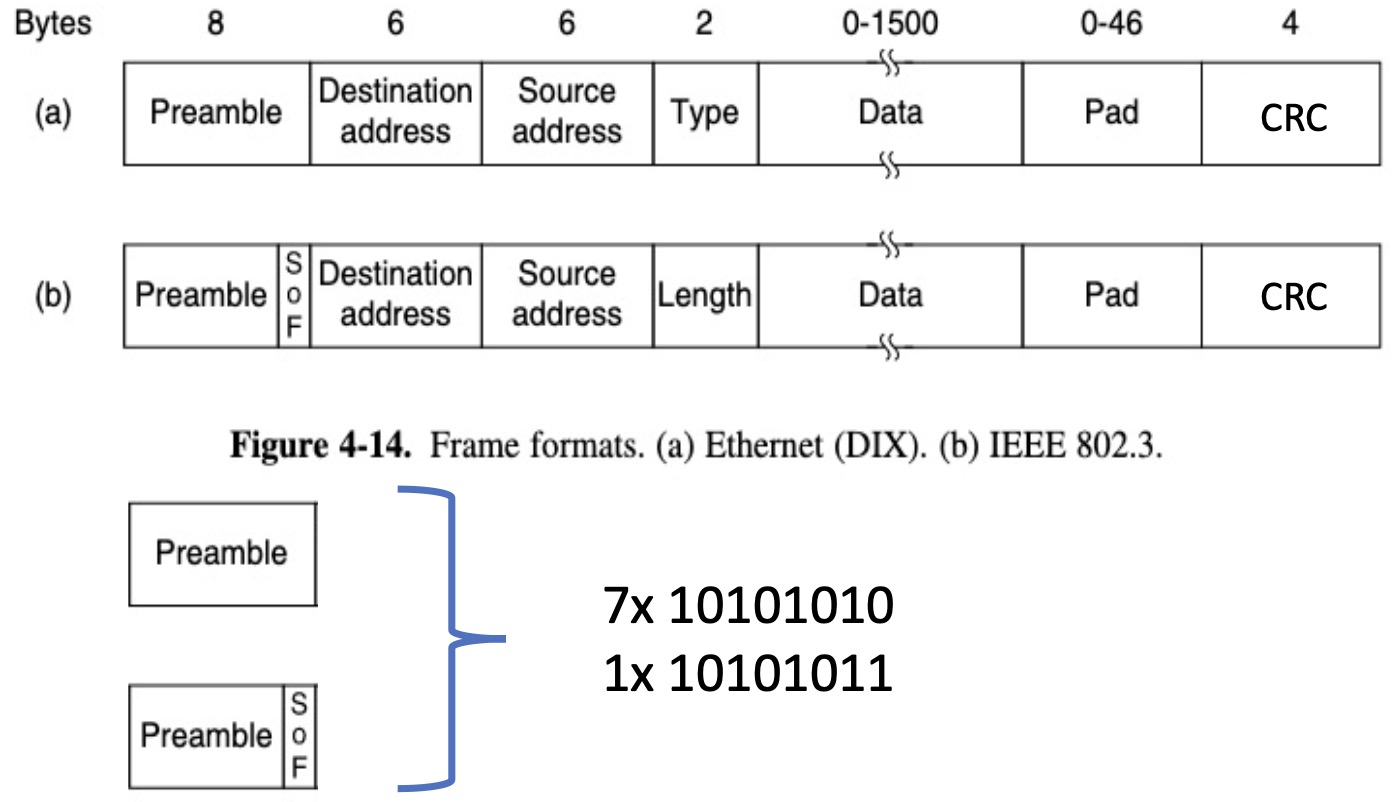 Bytes 8 6 6 2 0-1500 0-46 4
(a) Preamble Destination address Source address Type Data Pad CRC
(b) Preamble SoF Destination address Source address Length Data Pad CRC
Figure 4-14. Frame formats. (a) Ethernet (DIX). (b) IEEE 802.3.
Preamble
7x 10101010
1x 10101011
Preamble SoF